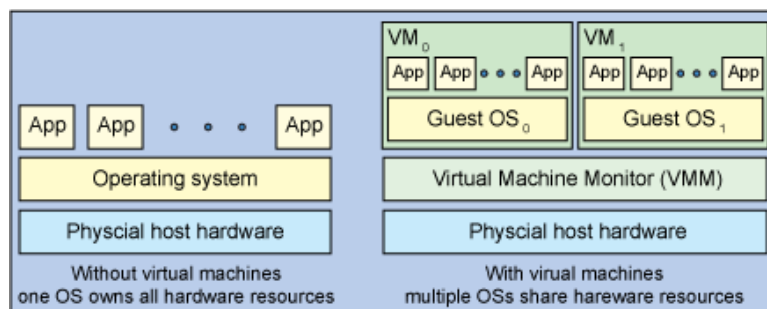 App App App
Operating system
Physcial host hardware
Without virtual machines
one OS owns all hardware resources
VM0
App App App
Guest OS0
VM1
App App App
Guest OS1
Virtual Machine Monitor (VMM)
Physcial host hardware
With virual machines
multiple OSs share hareware resources